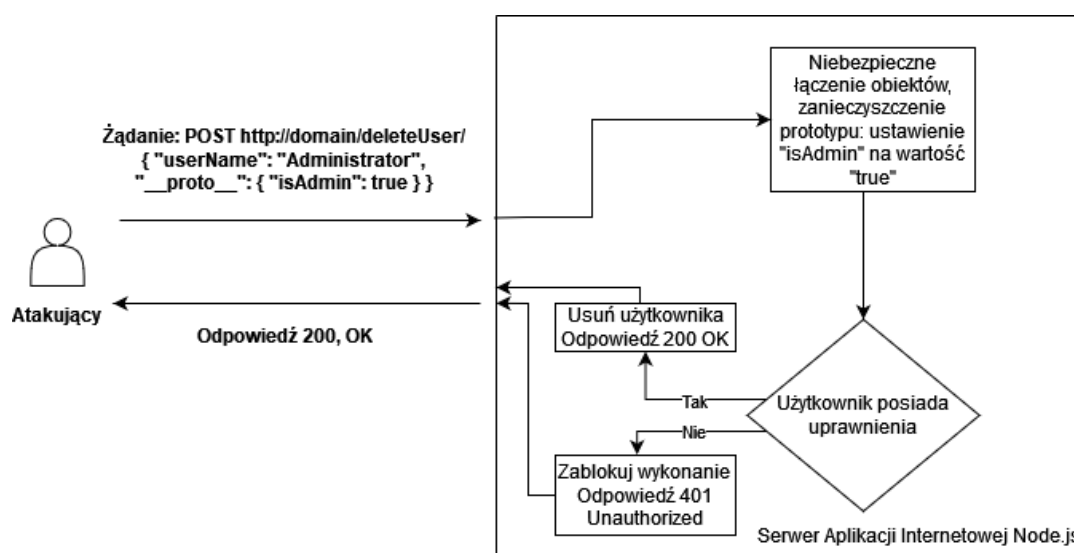 Niebezpieczne
łączenie obiektów,
zanieczyszczenie
prototypu: ustawienie
"isAdmin" na wartość
"true"
Żądanie: POST http://domain/deleteUser/
{ "userName": "Administrator",
"__proto__": { "isAdmin": true } }
Atakujący
Odpowiedź 200, OK
Usuń użytkownika
Odpowiedź 200 OK
Tak
Użytkownik posiada
uprawnienia
Nie
Zablokuj wykonanie
Odpowiedź 401
Unauthorized
Serwer Aplikacji Internetowej Node.js